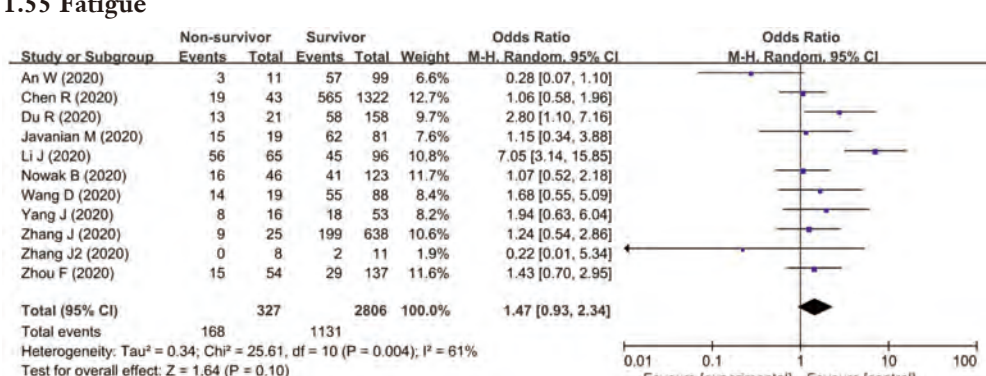 1.55 Fatigue
Non-survivor Survivor Odds Ratio Odds Ratio
Study or Subgroup Events Total Events Total Weight M-H. Random. 95% CI M-H. Random. 95% CI
An W (2020) 3 11 57 99 6.6% 0.28 [0.07, 1.10]
Chen R (2020) 19 43 565 1322 12.7% 1.06 [0.58, 1.96]
Du R (2020) 13 21 58 158 9.7% 2.80 [1.10, 7.16]
Javanian M (2020) 15 19 62 81 7.6% 1.15 [0.34, 3.88]
Li J (2020) 56 65 45 96 10.8% 7.05 [3.14, 15.85]
Nowak B (2020) 16 46 41 123 11.7% 1.07 [0.52, 2.18]
Wang D (2020) 14 19 55 88 8.4% 1.68 [0.55, 5.09]
Yang J (2020) 8 16 18 53 8.2% 1.94 [0.63, 6.04]
Zhang J (2020) 9 25 199 638 10.6% 1.24 [0.54, 2.86]
Zhang J2 (2020) 0 8 2 11 1.9% 0.22 [0.01, 5.34]
Zhou F (2020) 15 54 29 137 11.6% 1.43 [0.70, 2.95]
Total (95% CI) 327 2806 100.0% 1.47 [0.93, 2.34]
Total events 168 1131
Heterogeneity: Tau² = 0.34; Chi² = 25.61, df = 10 (P = 0.004); I² = 61%
Test for overall effect: Z = 1.64 (P = 0.10)
0.01 0.1 1 10 100